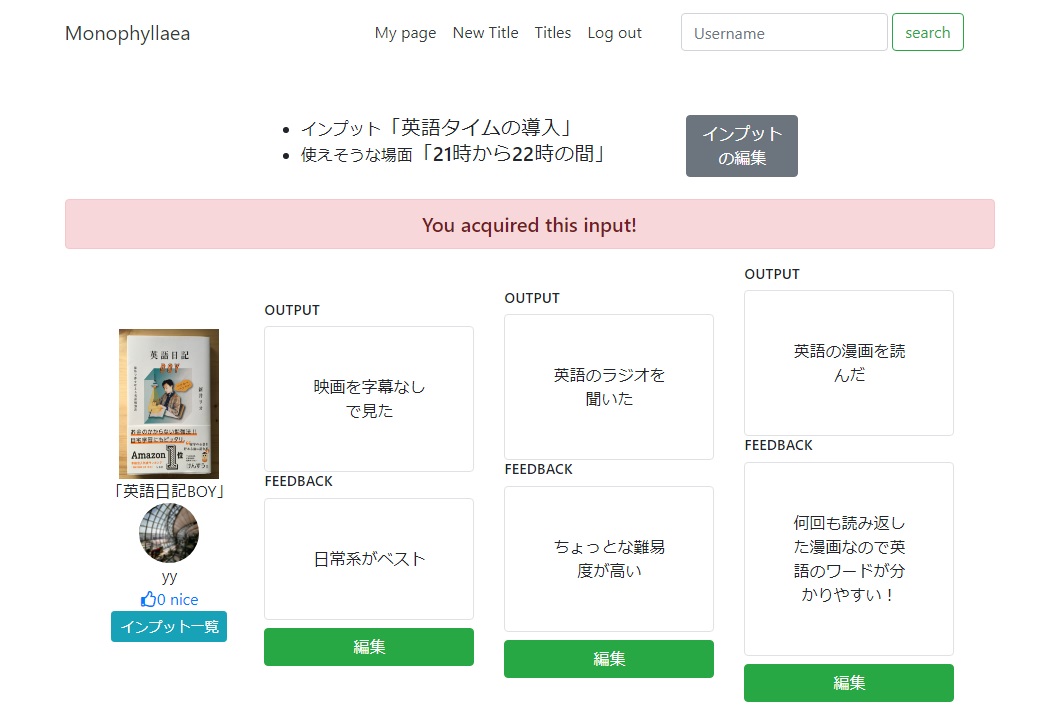 Monophyllaea
My page New Title Titles Log out
Username
search
インプット「英語タイムの導入」
使えそうな場面「21時から22時の間」
インプット
の編集
You acquired this input!
英語日記
BOY
Amazon 1位
「英語日記BOY」
yy
0 nice
インプット一覧
OUTPUT
映画を字幕なし
で見た
FEEDBACK
日常系がベスト
編集
OUTPUT
英語のラジオを
聞いた
FEEDBACK
ちょっとな難易
度が高い
編集
OUTPUT
英語の漫画を読
んだ
FEEDBACK
何回も読み返し
た漫画なので英
語のワードが分
かりやすい！
編集